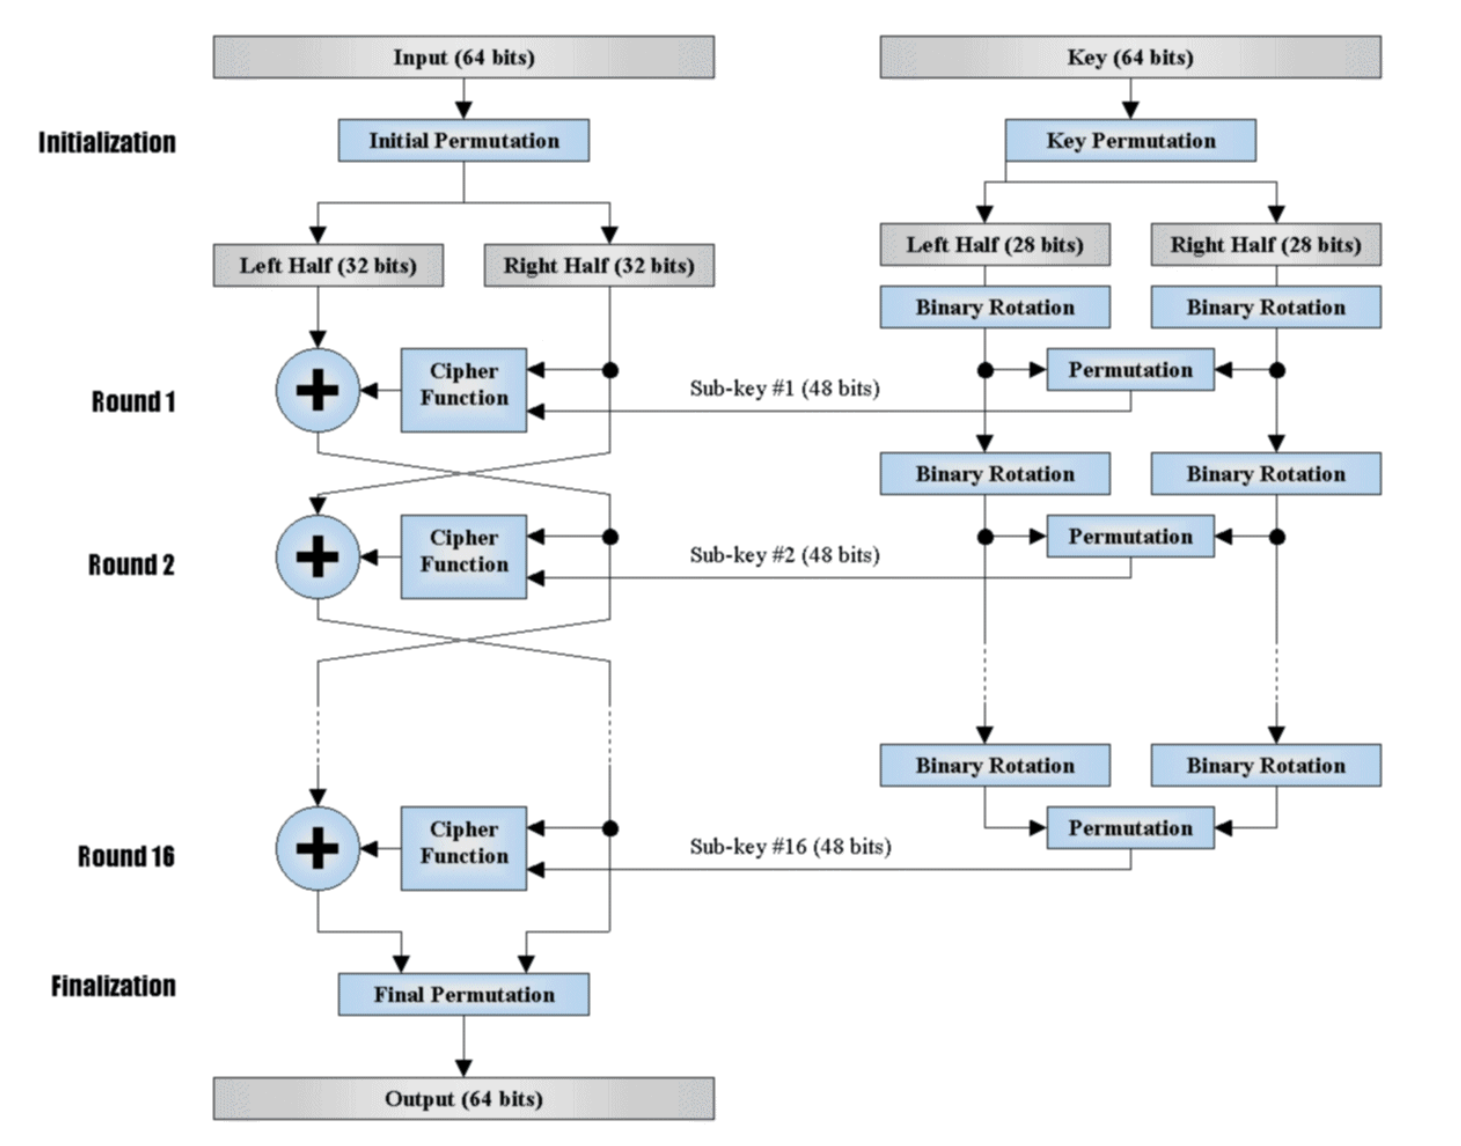 Input (64 bits)
Key (64 bits)
Initialization
Initial Permutation
Key Permutation
Left Half (32 bits)
Right Half (32 bits)
Left Half (28 bits)
Right Half (28 bits)
Binary Rotation
Binary Rotation
Round 1
Cipher
Function
Sub-key #1 (48 bits)
Permutation
Binary Rotation
Binary Rotation
Round 2
Cipher
Function
Sub-key #2 (48 bits)
Permutation
Binary Rotation
Binary Rotation
Round 16
Cipher
Function
Sub-key #16 (48 bits)
Permutation
Finalization
Final Permutation
Output (64 bits)